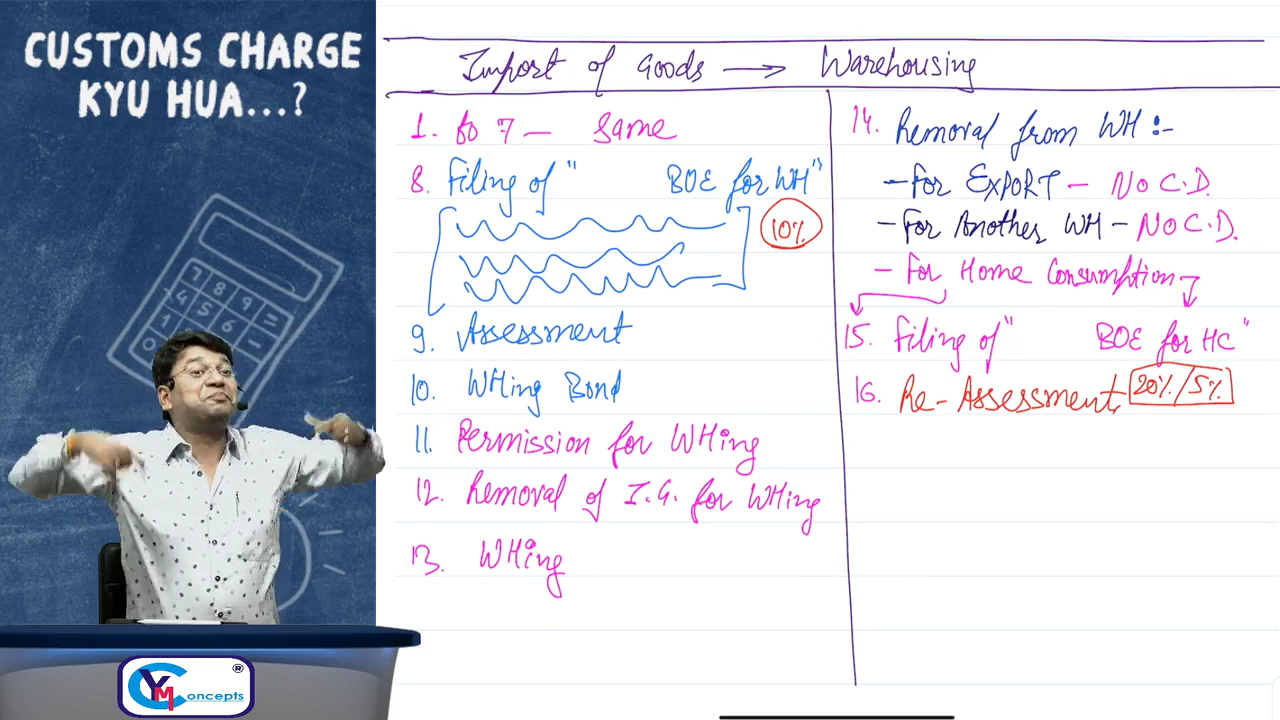 CUSTOMS CHARGE
KYU HUA...?
Import of Goods → Warehousing
1. to 7 — Same
8. Filing of " BOE for WH"
10%
9. Assessment
10. WHing Bond
11. Permission for WHing
12. Removal of I.G. for WHing
13. WHing
14. Removal from WH :-
- For EXPORT - NO C.D.
- For Another WH - NO C.D.
- For Home Consumption
15. Filing of " BOE for HC"
16. Re-Assessment 20%/5%
YM Concepts ®